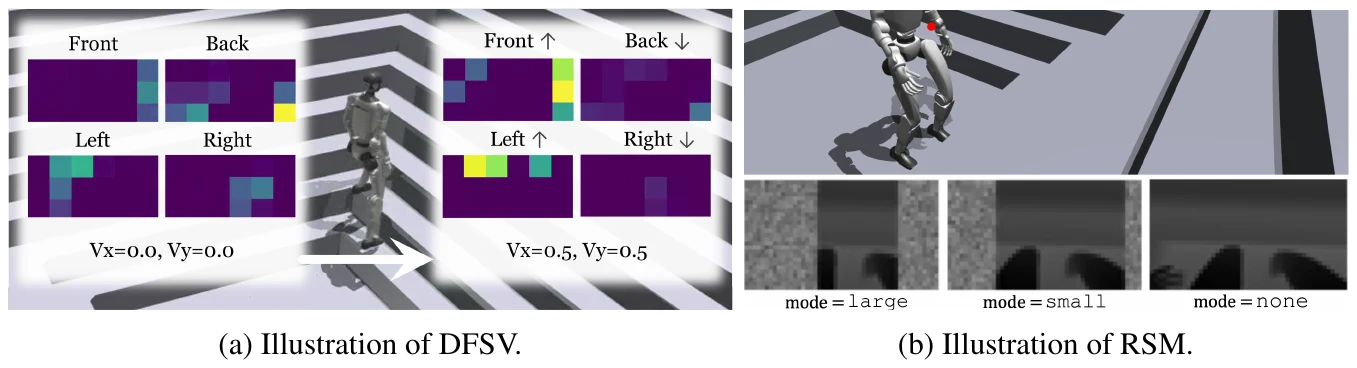 Front
Back
Left
Right
Vx=0.0, Vy=0.0
Front ↑
Back ↓
Left ↑
Right ↓
Vx=0.5, Vy=0.5
mode = large
mode = small
mode = none
(a) Illustration of DFSV.
(b) Illustration of RSM.